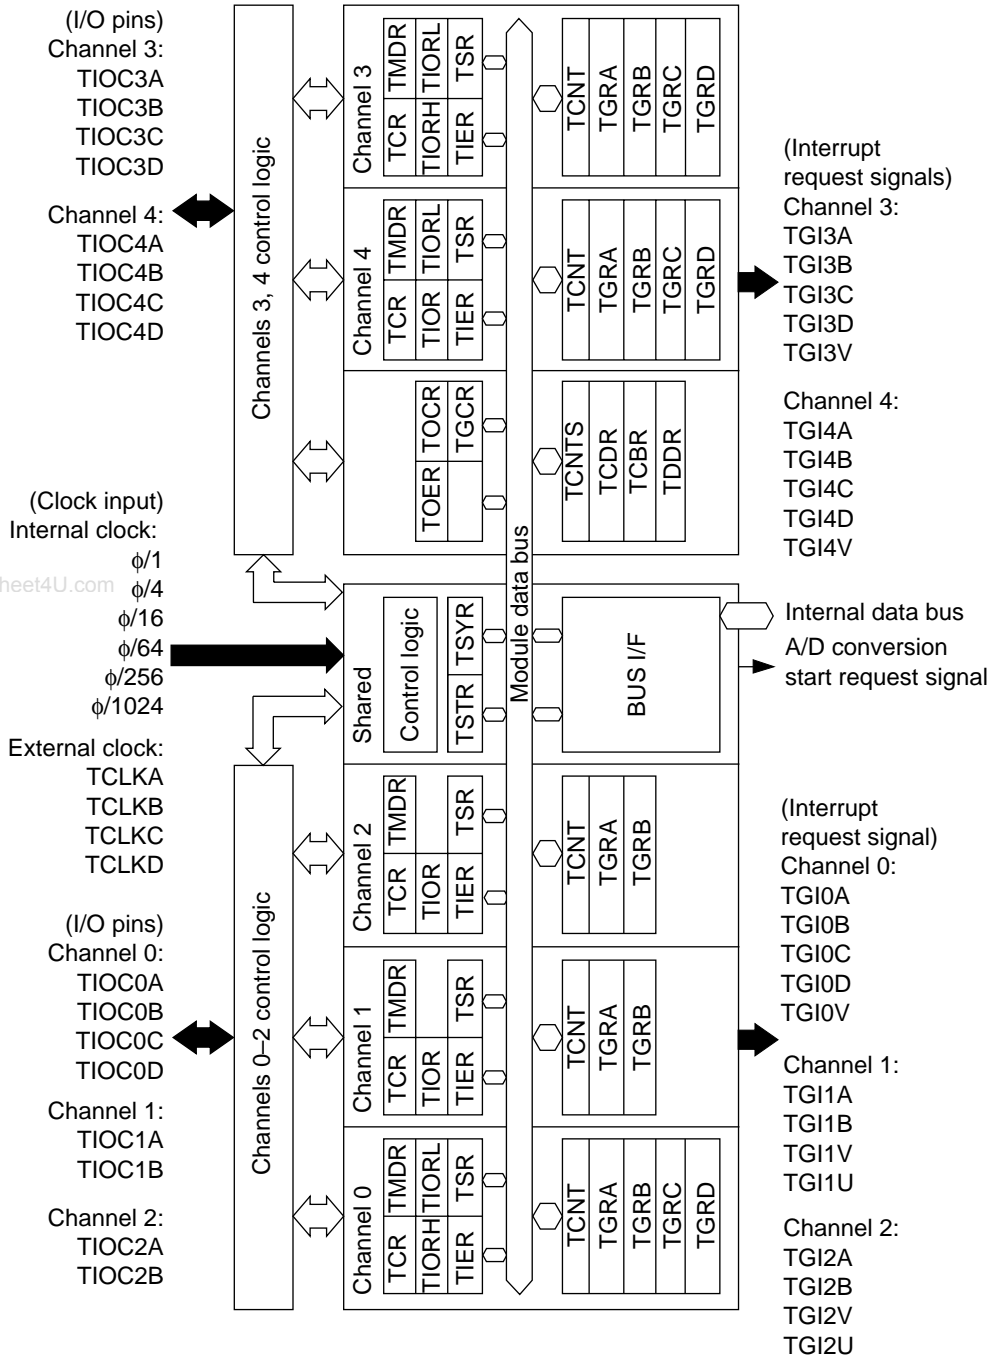 (I/O pins)
Channel 3:
TIOC3A
TIOC3B
TIOC3C
TIOC3D
Channel 4:
TIOC4A
TIOC4B
TIOC4C
TIOC4D
(Clock input)
Internal clock:
ϕ/1
ϕ/4
ϕ/16
ϕ/64
ϕ/256
ϕ/1024
External clock:
TCLKA
TCLKB
TCLKC
TCLKD
(I/O pins)
Channel 0:
TIOC0A
TIOC0B
TIOC0C
TIOC0D
Channel 1:
TIOC1A
TIOC1B
Channel 2:
TIOC2A
TIOC2B
heet4U.com
Channels 3, 4 control logic
Channels 0–2 control logic
Channel 3
TCR TMDR
TIORH TIORL
TIER TSR
TCNT
TGRA
TGRB
TGRC
TGRD
Channel 4
TCR TMDR
TIOR TIORL
TIER TSR
TCNT
TGRA
TGRB
TGRC
TGRD
TOER TOCR
TGCR
TCNTS
TCDR
TCBR
TDDR
Module data bus
Shared
Control logic
TSTR TSYR
BUS I/F
Channel 2
TCR TMDR
TIOR
TIER TSR
TCNT
TGRA
TGRB
Channel 1
TCR TMDR
TIOR
TIER TSR
TCNT
TGRA
TGRB
Channel 0
TCR TMDR
TIORH TIORL
TIER TSR
TCNT
TGRA
TGRB
TGRC
TGRD
(Interrupt
request signals)
Channel 3:
TGI3A
TGI3B
TGI3C
TGI3D
TGI3V
Channel 4:
TGI4A
TGI4B
TGI4C
TGI4D
TGI4V
Internal data bus
A/D conversion
start request signal
(Interrupt
request signal)
Channel 0:
TGI0A
TGI0B
TGI0C
TGI0D
TGI0V
Channel 1:
TGI1A
TGI1B
TGI1V
TGI1U
Channel 2:
TGI2A
TGI2B
TGI2V
TGI2U